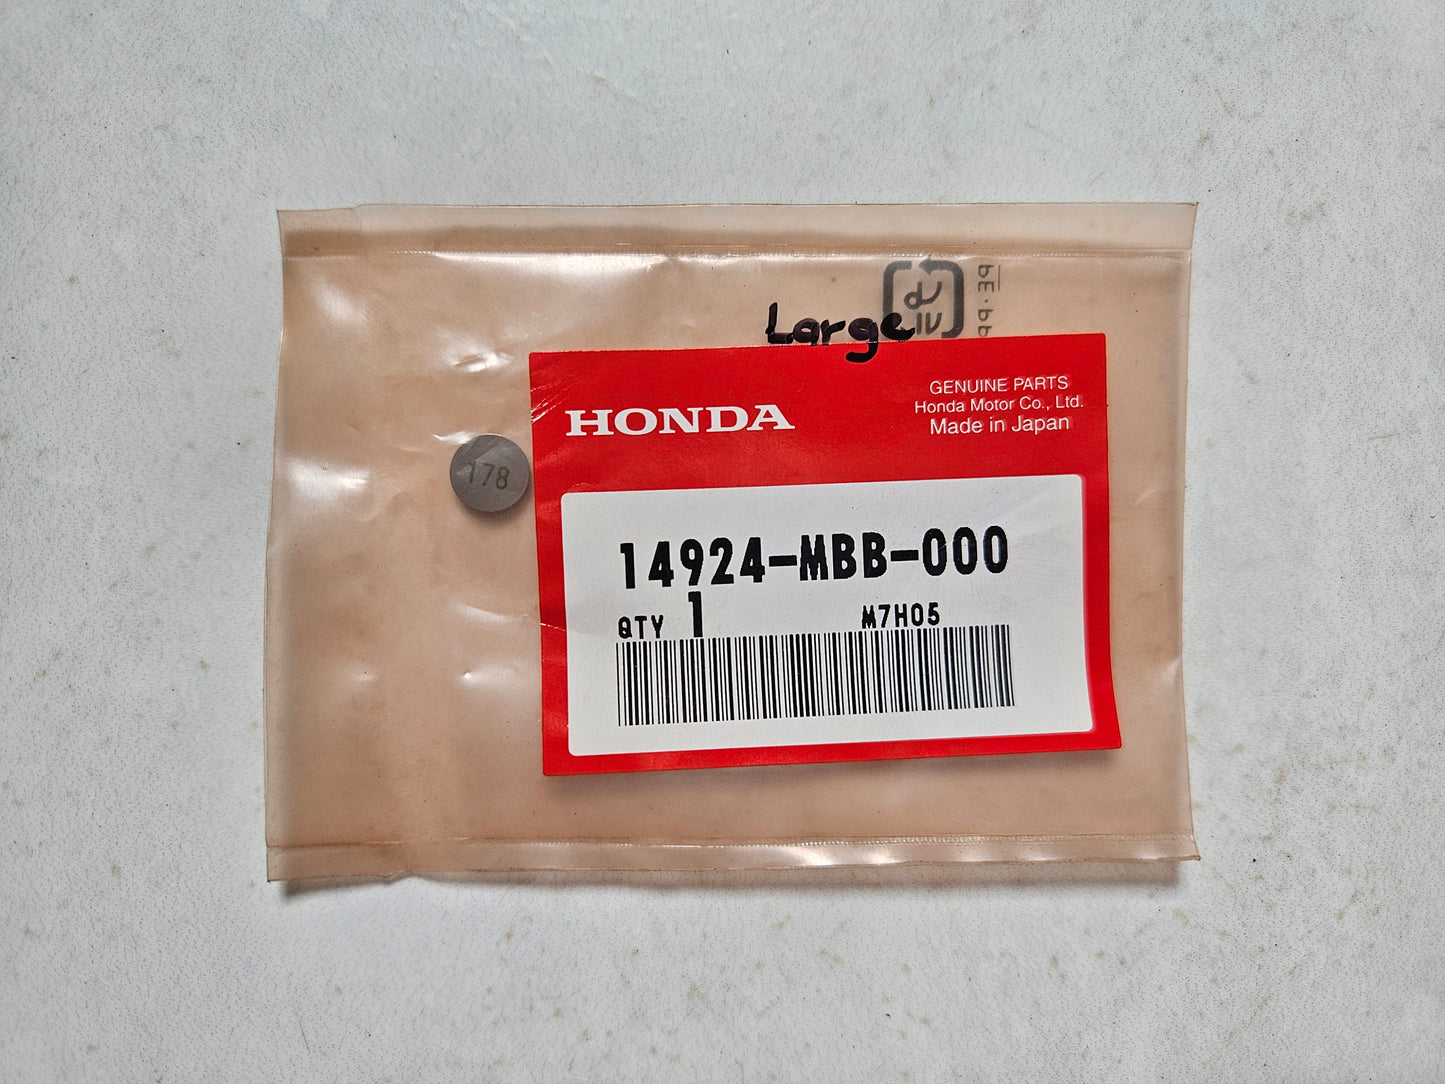 Large
HONDA
GENUINE PARTS
Honda Motor Co., Ltd.
Made in Japan
178
14924-MBB-000
QTY 1 M7H05